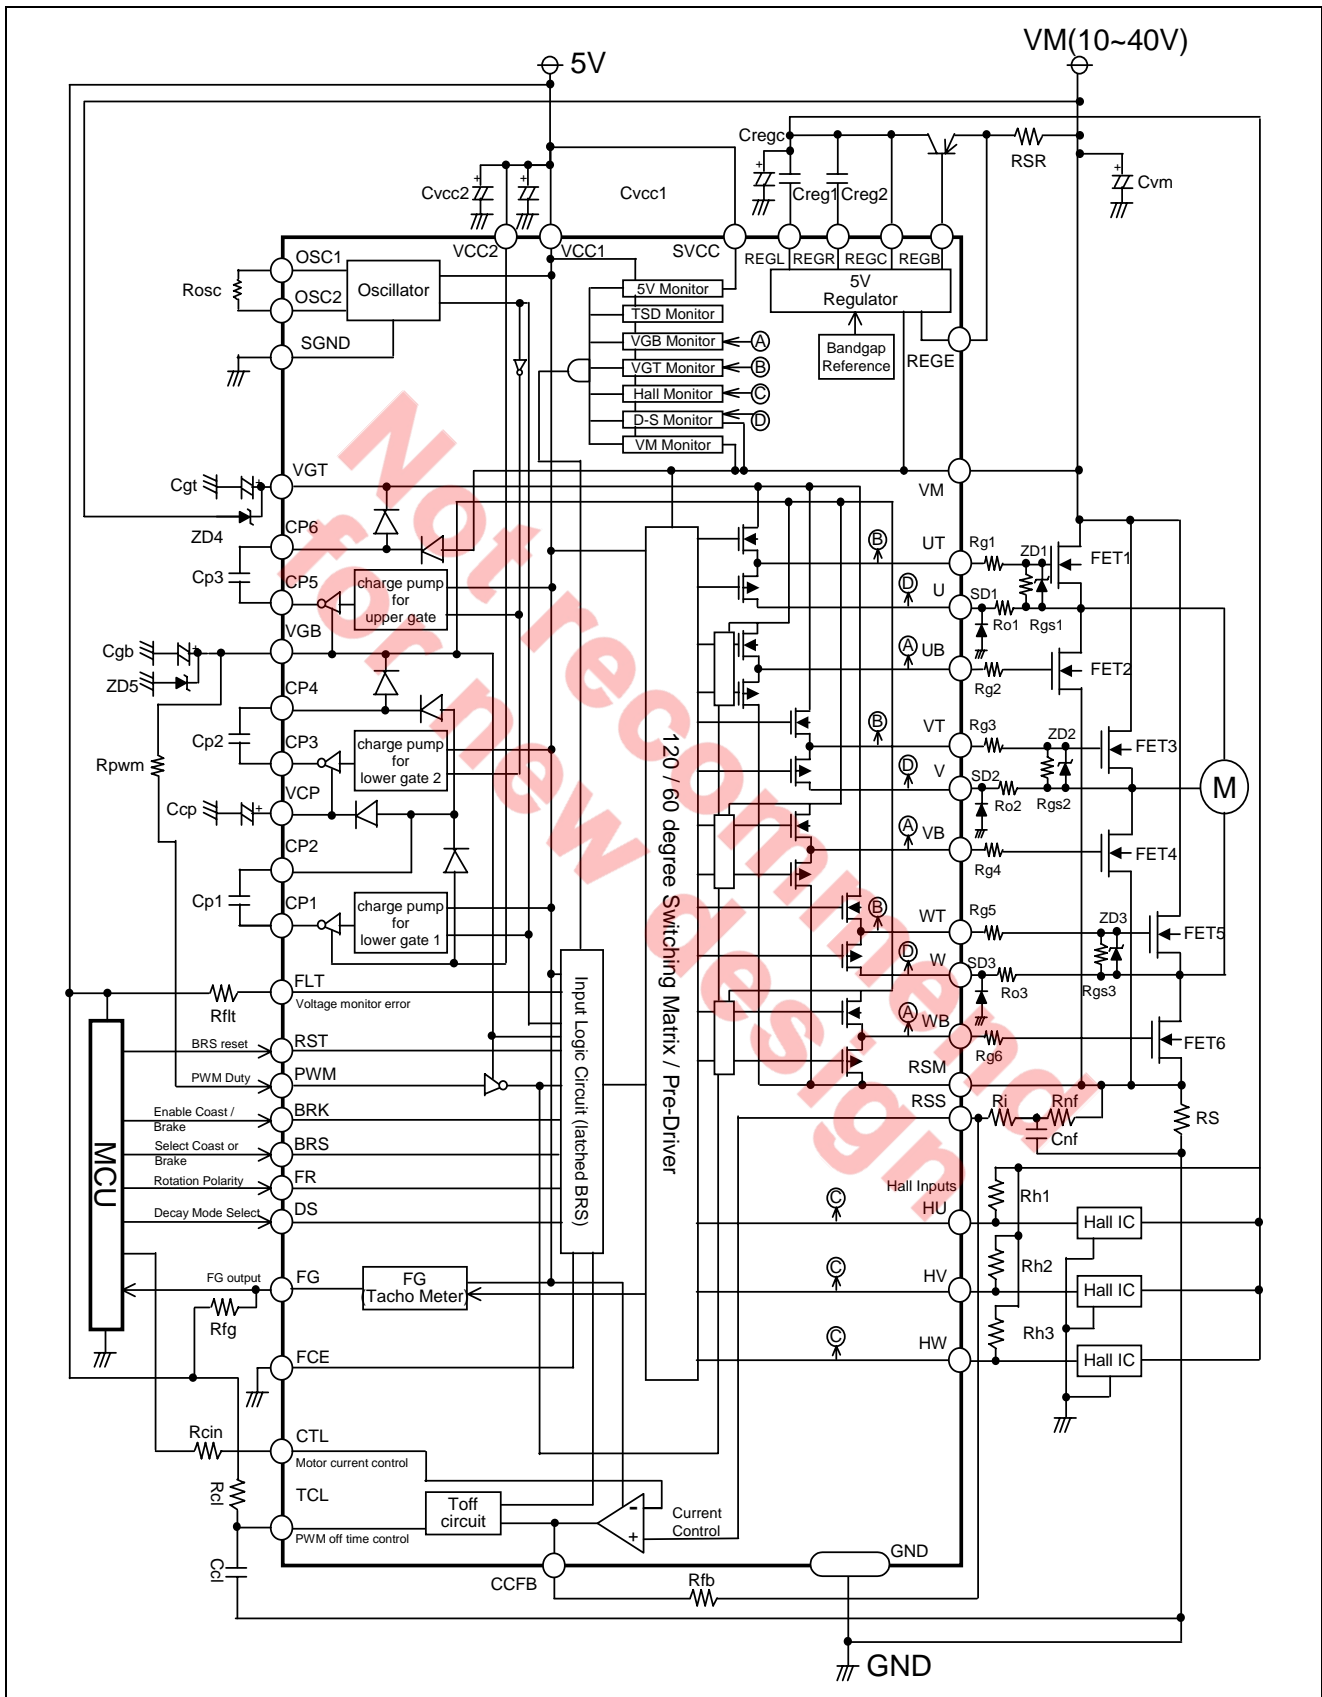 VM(10~40V)
5V
Cregc
RSR
Cvcc2
Cvcc1
Creg1
Creg2
Cvm
VCC2
VCC1
SVCC
REGL
REGR
REGC
REGB
OSC1
Rosc
OSC2
Oscillator
SGND
5V Monitor
TSD Monitor
VGB Monitor
A
VGT Monitor
B
Hall Monitor
C
D-S Monitor
D
VM Monitor
5V
Regulator
Bandgap
Reference
REGE
VM
VGT
Cgt
ZD4
CP6
Cp3
CP5
charge pump
for
upper gate
VGB
Cgb
ZD5
CP4
Cp2
CP3
charge pump
for
lower gate 2
Rpwm
VCP
Ccp
CP2
Cp1
CP1
charge pump
for
lower gate 1
120 / 60 degree Switching Matrix / Pre-Driver
Input Logic Circuit (latched BRS)
B
UT
Rg1
ZD1
FET1
D
U
SD1
Ro1
Rgs1
A
UB
Rg2
FET2
B
VT
Rg3
ZD2
FET3
D
V
SD2
Ro2
Rgs2
M
A
VB
Rg4
FET4
B
WT
Rg5
ZD3
FET5
D
W
SD3
Ro3
Rgs3
A
WB
Rg6
FET6
RSM
RSS
Ri
Rnf
Cnf
RS
FLT
Voltage monitor error
Rflt
BRS reset
RST
PWM Duty
PWM
Enable Coast /
Brake
BRK
Select Coast or
Brake
BRS
Rotation Polarity
FR
Decay Mode Select
DS
MCU
FG output
FG
Rfg
FG
(Tacho Meter)
FCE
Hall Inputs
C
HU
Rh1
Hall IC
C
HV
Rh2
Hall IC
C
HW
Rh3
Hall IC
Rcin
CTL
Motor current control
Rcl
TCL
PWM off time control
Toff
circuit
Current
Control
Ccl
CCFB
Rfb
GND
GND
Not recommend
for new design